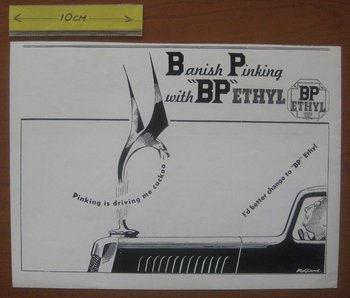 10CM
Banish Pinking
with "BP" ETHYL
BP
ETHYL
Pinking is driving me cuckoo
I'd better change to "BP" Ethyl